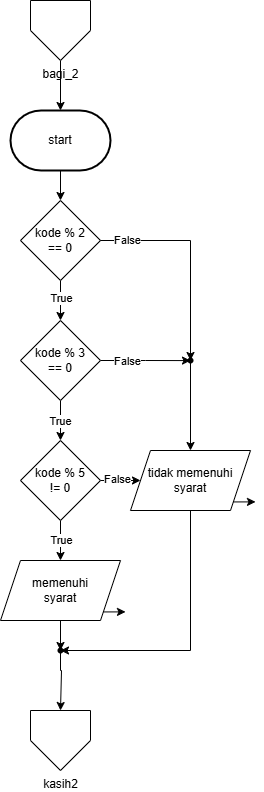 bagi_2
start
kode % 2
== 0
False
True
kode % 3
== 0
False
True
kode % 5
!= 0
False
tidak memenuhi
syarat
True
memenuhi
syarat
kasih2